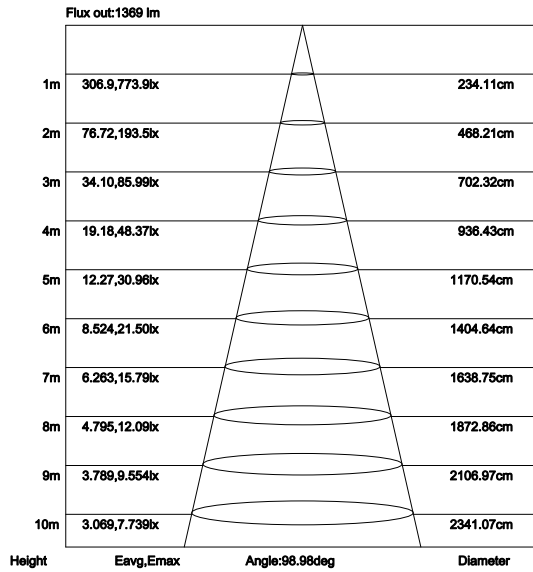 Flux out:1369 lm
1m 306.9,773.9lx 234.11cm
2m 76.72,193.5lx 468.21cm
3m 34.10,85.99lx 702.32cm
4m 19.18,48.37lx 936.43cm
5m 12.27,30.96lx 1170.54cm
6m 8.524,21.50lx 1404.64cm
7m 6.263,15.79lx 1638.75cm
8m 4.795,12.09lx 1872.86cm
9m 3.789,9.554lx 2106.97cm
10m 3.069,7.739lx 2341.07cm
Height Eavg,Emax Angle:98.98deg Diameter